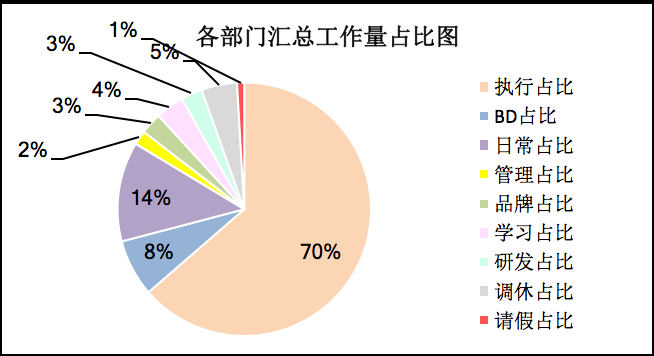 各部门汇总工作量占比图
1%
3%
5%
4%
3%
2%
14%
8%
70%
执行占比
BD占比
日常占比
管理占比
品牌占比
学习占比
研发占比
调休占比
请假占比